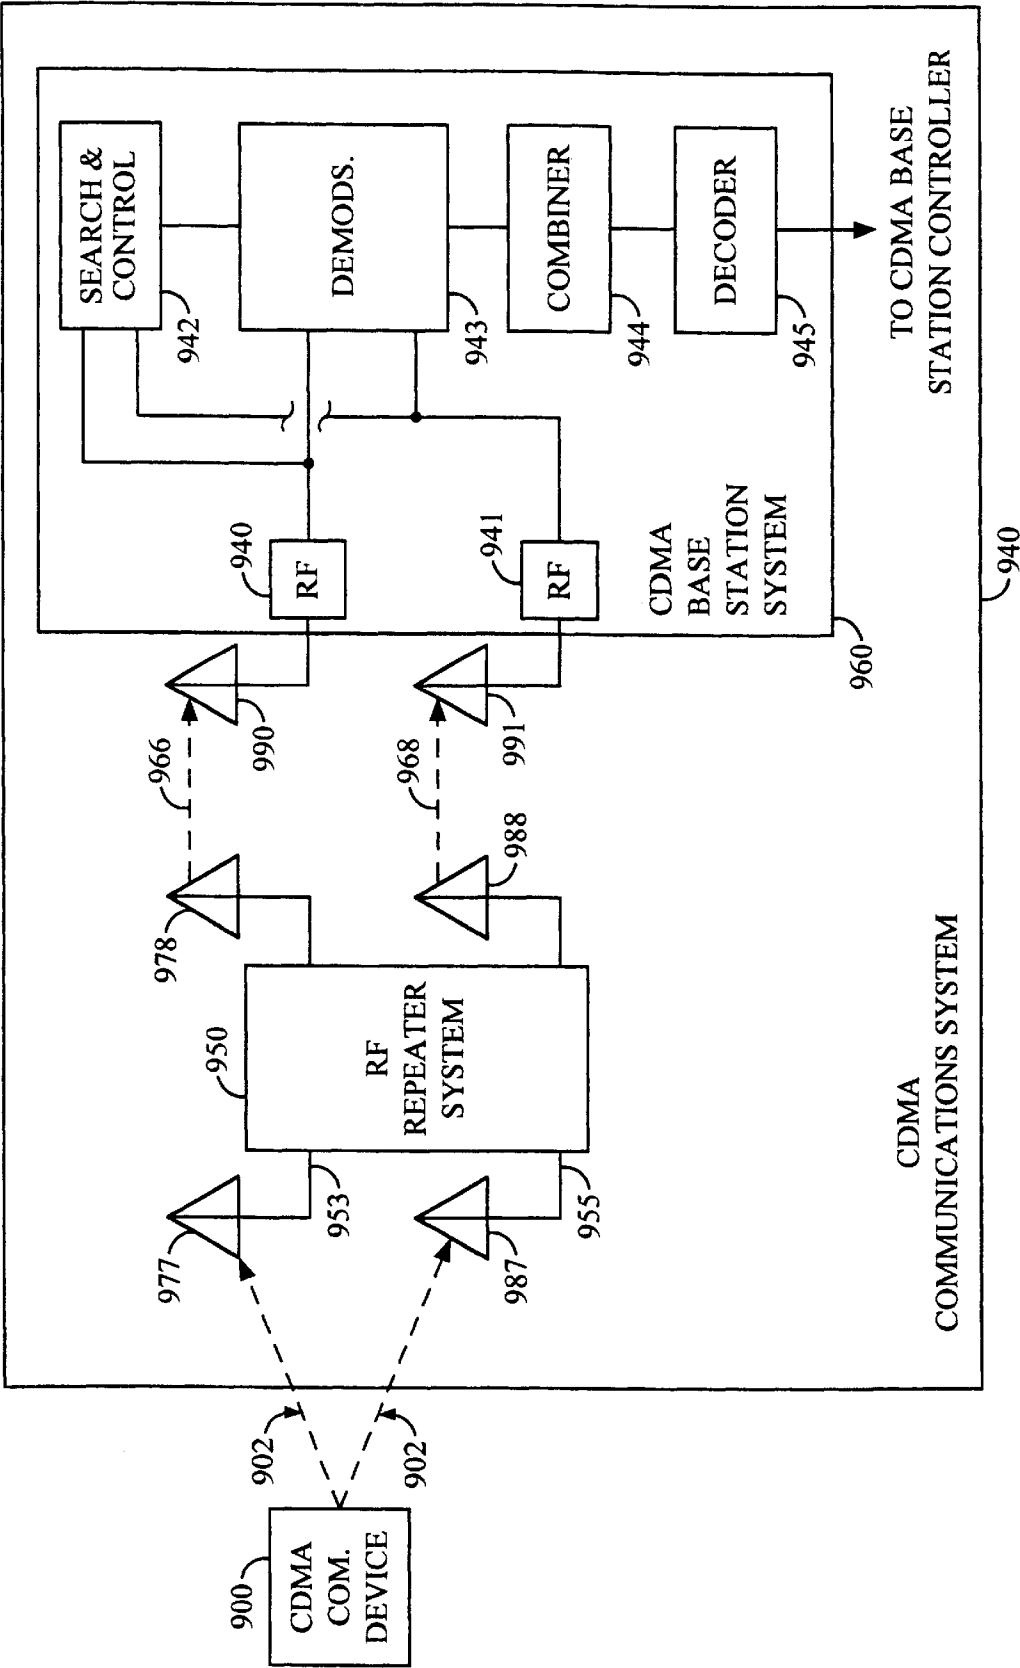 SEARCH &
CONTROL
942
DEMODS.
943
COMBINER
944
DECODER
945
TO CDMA BASE
STATION CONTROLLER
940
RF
941
RF
CDMA
BASE
STATION
SYSTEM
960
940
966
990
968
991
978
988
950
RF
REPEATER
SYSTEM
977
953
987
955
CDMA
COMMUNICATIONS SYSTEM
902
902
900
CDMA
COM.
DEVICE